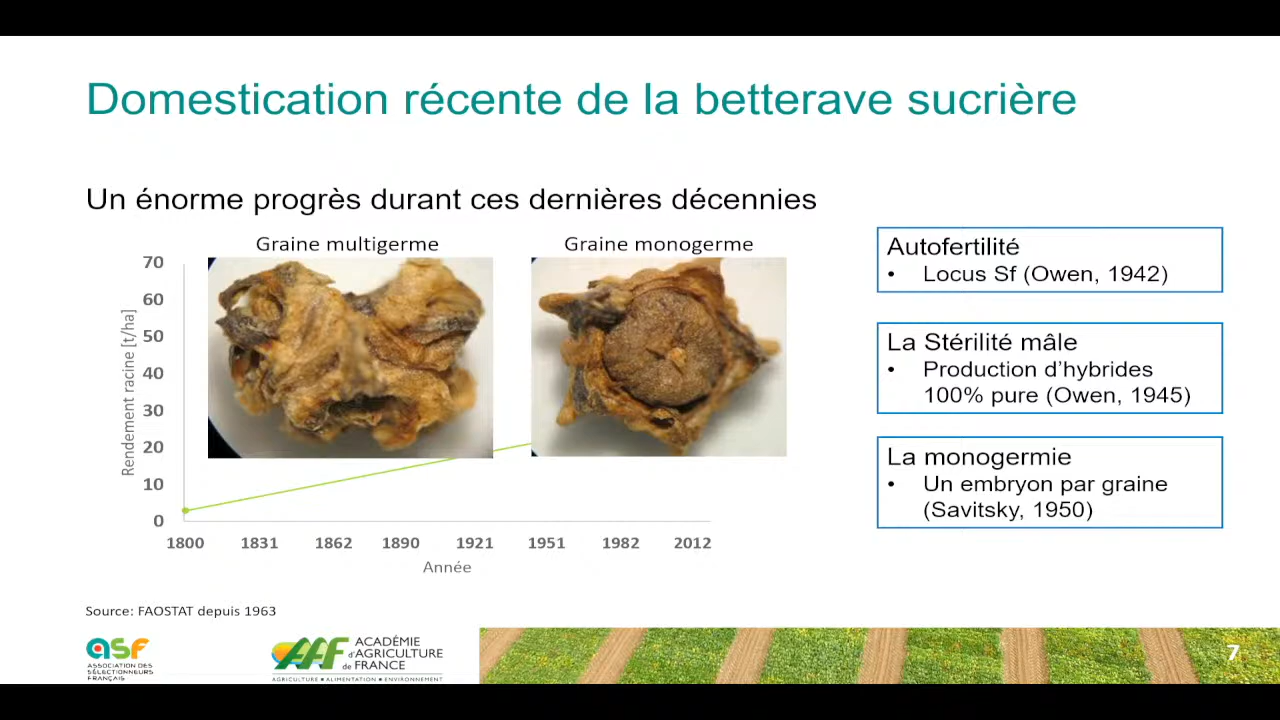 Domestication récente de la betterave sucrière
Un énorme progrès durant ces dernières décennies
Graine multigerme
Graine monogerme
Rendement racine [t/ha]
70
60
50
40
30
20
10
0
1800 1831 1862 1890 1921 1951 1982 2012
Année
Autofertilité
• Locus Sf (Owen, 1942)
La Stérilité mâle
• Production d’hybrides
100% pure (Owen, 1945)
La monogermie
• Un embryon par graine
(Savitsky, 1950)
Source: FAOSTAT depuis 1963
asf
ASSOCIATION DES
SÉLECTIONNEURS
FRANÇAIS
AAF
ACADÉMIE
d'AGRICULTURE
de FRANCE
AGRICULTURE • ALIMENTATION • ENVIRONNEMENT
7